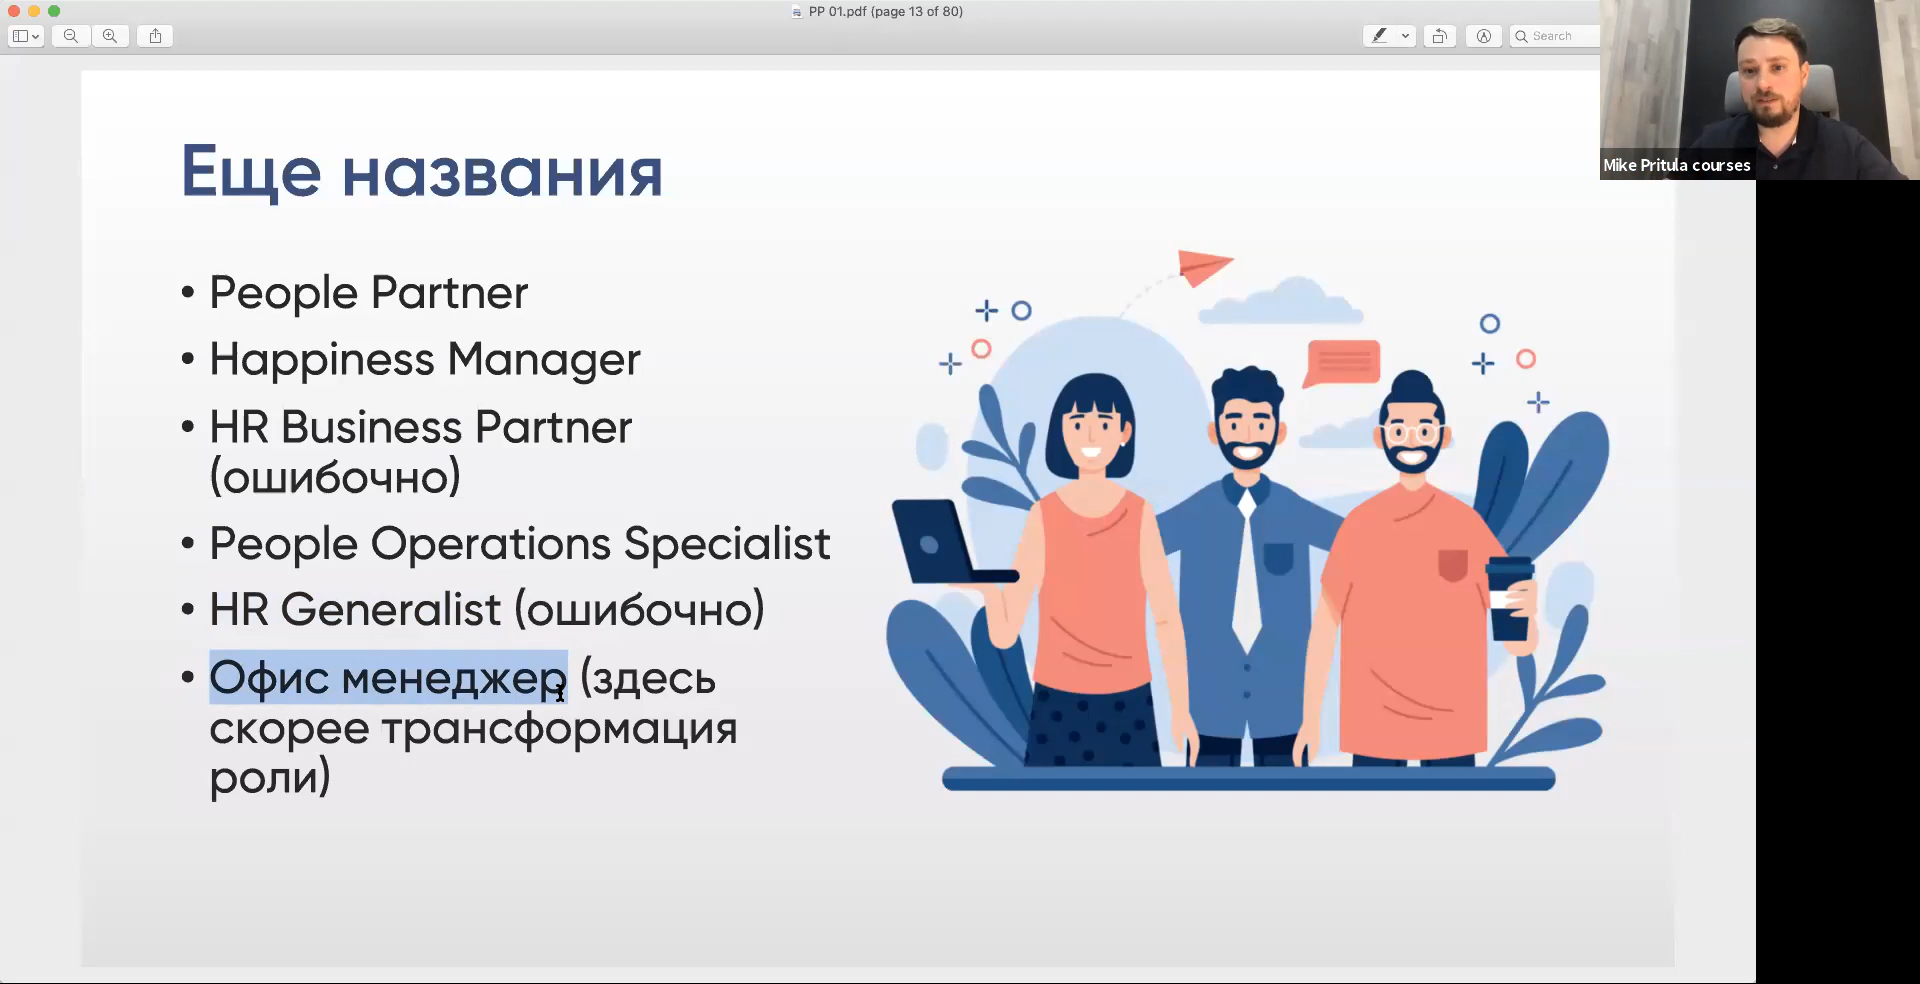 PP 01.pdf (page 13 of 80)
Search
Mike Pritula courses
Еще названия
• People Partner
• Happiness Manager
• HR Business Partner
(ошибочно)
• People Operations Specialist
• HR Generalist (ошибочно)
• Офис менеджер (здесь
скорее трансформация
роли)